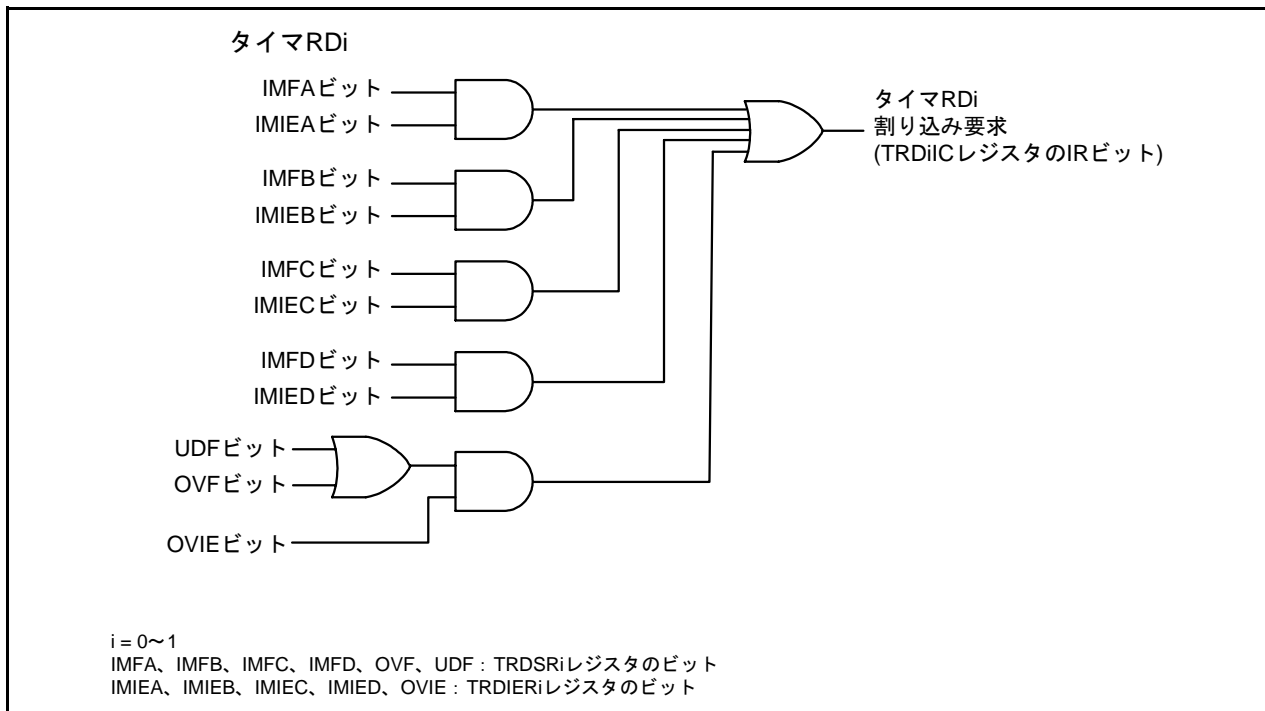 タイマRDi
IMFAビット
IMIEAビット
IMFBビット
IMIEBビット
IMFCビット
IMIECビット
IMFDビット
IMIEDビット
UDFビット
OVFビット
OVIEビット
タイマRDi
割り込み要求
(TRDiICレジスタのIRビット)
i = 0〜1
IMFA、IMFB、IMFC、IMFD、OVF、UDF：TRDSRiレジスタのビット
IMIEA、IMIEB、IMIEC、IMIED、OVIE：TRDIERiレジスタのビット